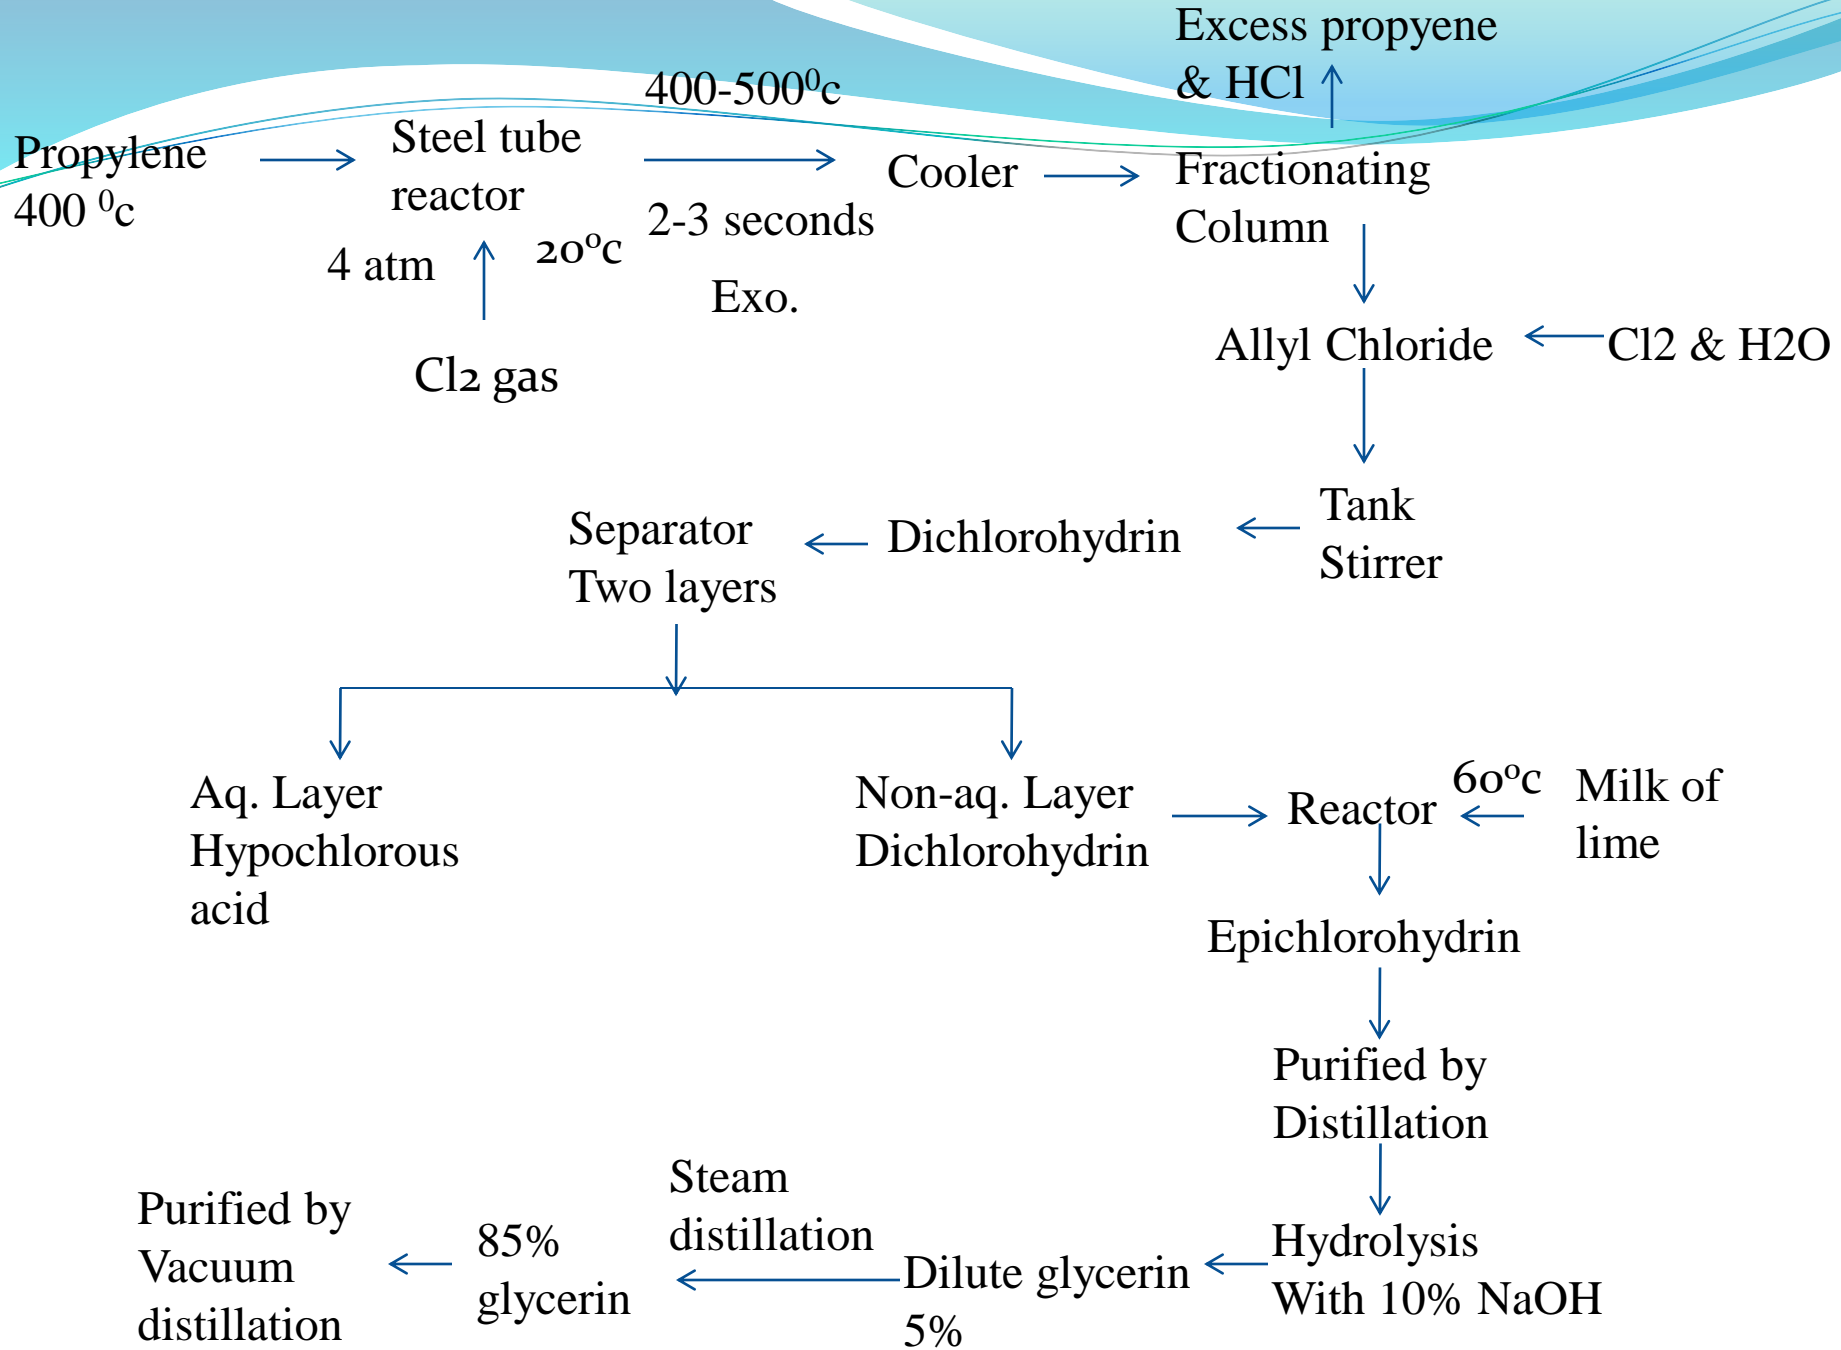 Excess propyene
& HCl
400-500⁰c
Propylene
400 ⁰c
Steel tube
reactor
Cooler
Fractionating
Column
2-3 seconds
4 atm
20⁰c
Exo.
Cl2 gas
Allyl Chloride
Cl2 & H2O
Tank
Stirrer
Dichlorohydrin
Separator
Two layers
Aq. Layer
Hypochlorous
acid
Non-aq. Layer
Dichlorohydrin
Reactor
60⁰c
Milk of
lime
Epichlorohydrin
Purified by
Distillation
Hydrolysis
With 10% NaOH
Dilute glycerin
5%
Steam
distillation
85%
glycerin
Purified by
Vacuum
distillation